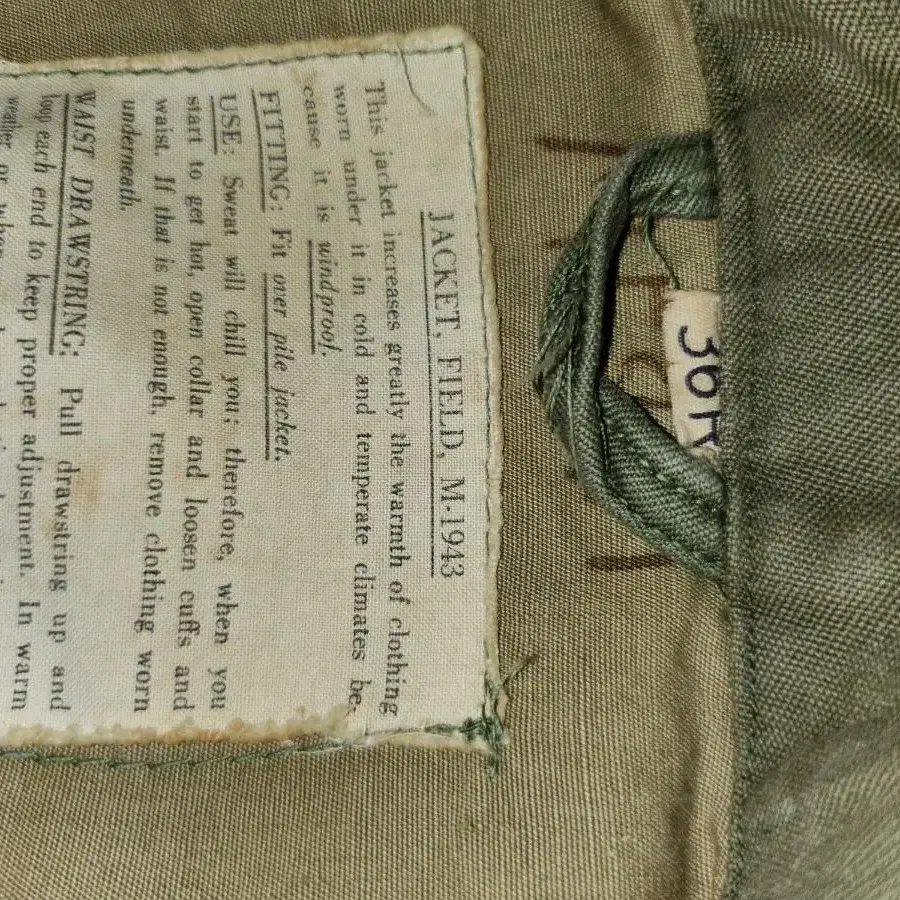 JACKET, FIELD, M-1943
This jacket increases greatly the warmth of clothing
worn under it in cold and temperate climates be-
cause it is windproof.
FITTING: Fit over pile jacket.
USE: Sweat will chill you; therefore, when you
start to get hot, open collar and loosen cuffs and
waist. If that is not enough, remove clothing worn
underneath.
WAIST DRAWSTRING: Pull drawstring up and
each end to keep proper adjustment. In warm
weather or when
36R